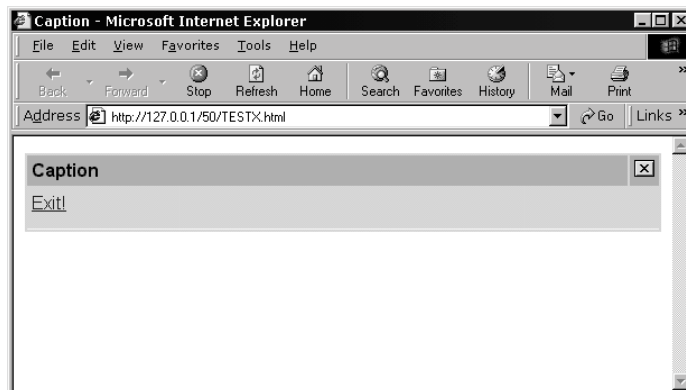 Caption - Microsoft Internet Explorer
File Edit View Favorites Tools Help
Back Forward Stop Refresh Home Search Favorites History Mail Print »
Address http://127.0.0.1/50/TESTX.html Go Links »
Caption
Exit!